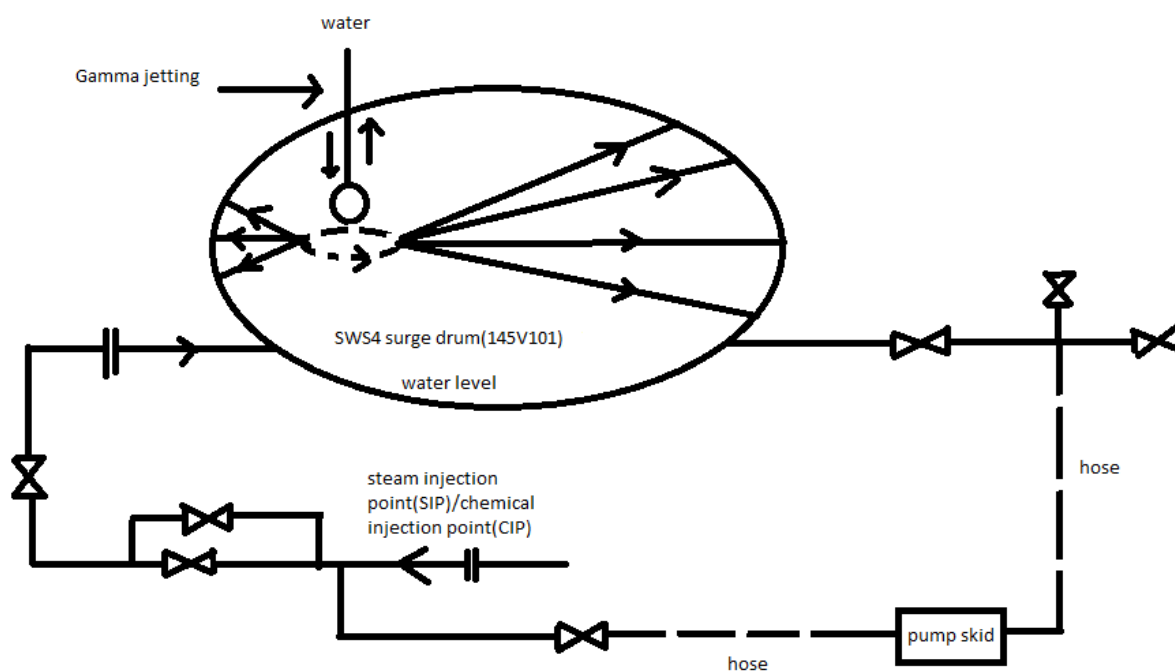 water
Gamma jetting
SWS4 surge drum(145V101)
water level
steam injection
point(SIP)/chemical
injection point(CIP)
hose
pump skid
hose